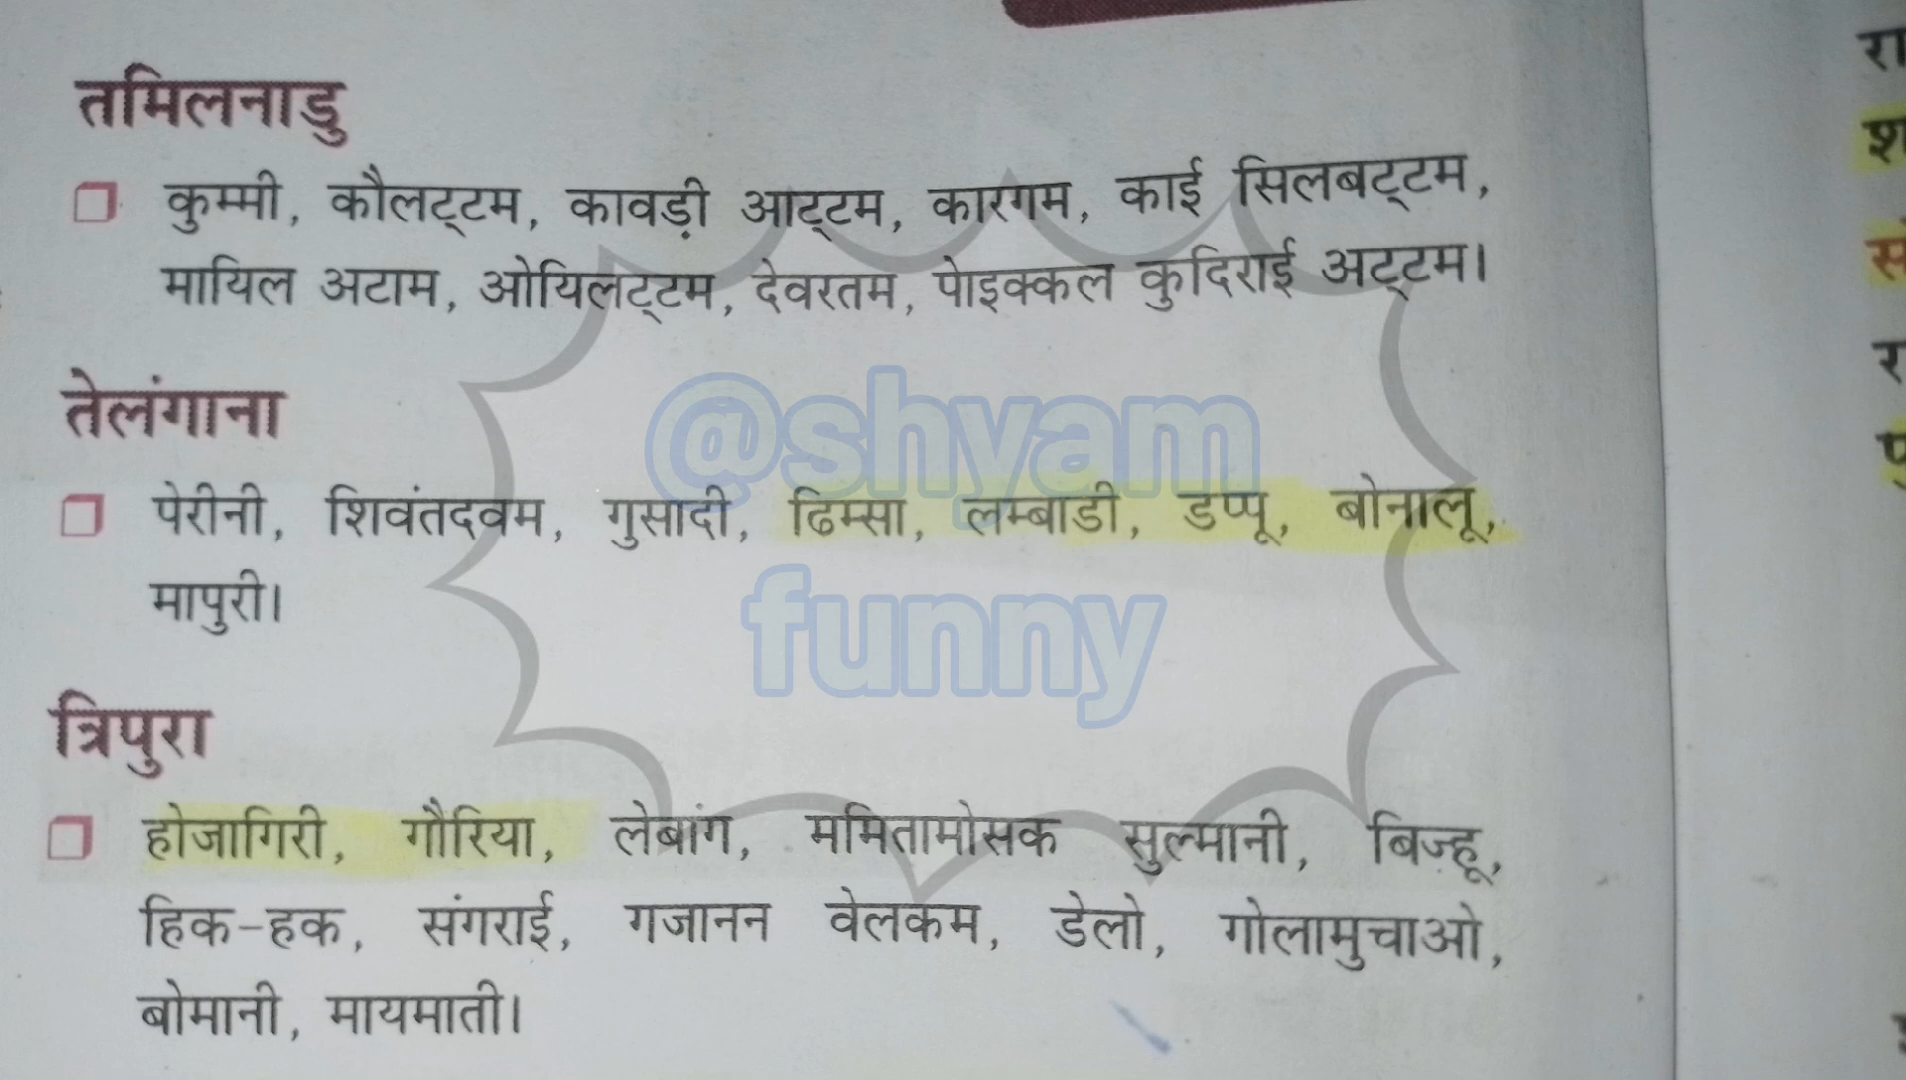 तमिलनाडु
कुम्मी, कौलट्टम, कावड़ी आट्टम, कारगम, काई सिलबट्टम,
मायिल अटाम, ओयिलट्टम, देवरतम, पोइक्कल कुदिराई अट्टम।
तेलंगाना
पेरीनी, शिवंतदवम, गुसादी, ढिम्सा, लम्बाडी, डप्पू, बोनालू,
मापुरी।
त्रिपुरा
होजागिरी, गौरिया, लेबांग, ममितामोसक सुल्मानी, बिज़्हू,
हिक-हक, संगराई, गजानन वेलकम, डेलो, गोलामुचाओ,
बोमानी, मायमाती।
@shyam
funny